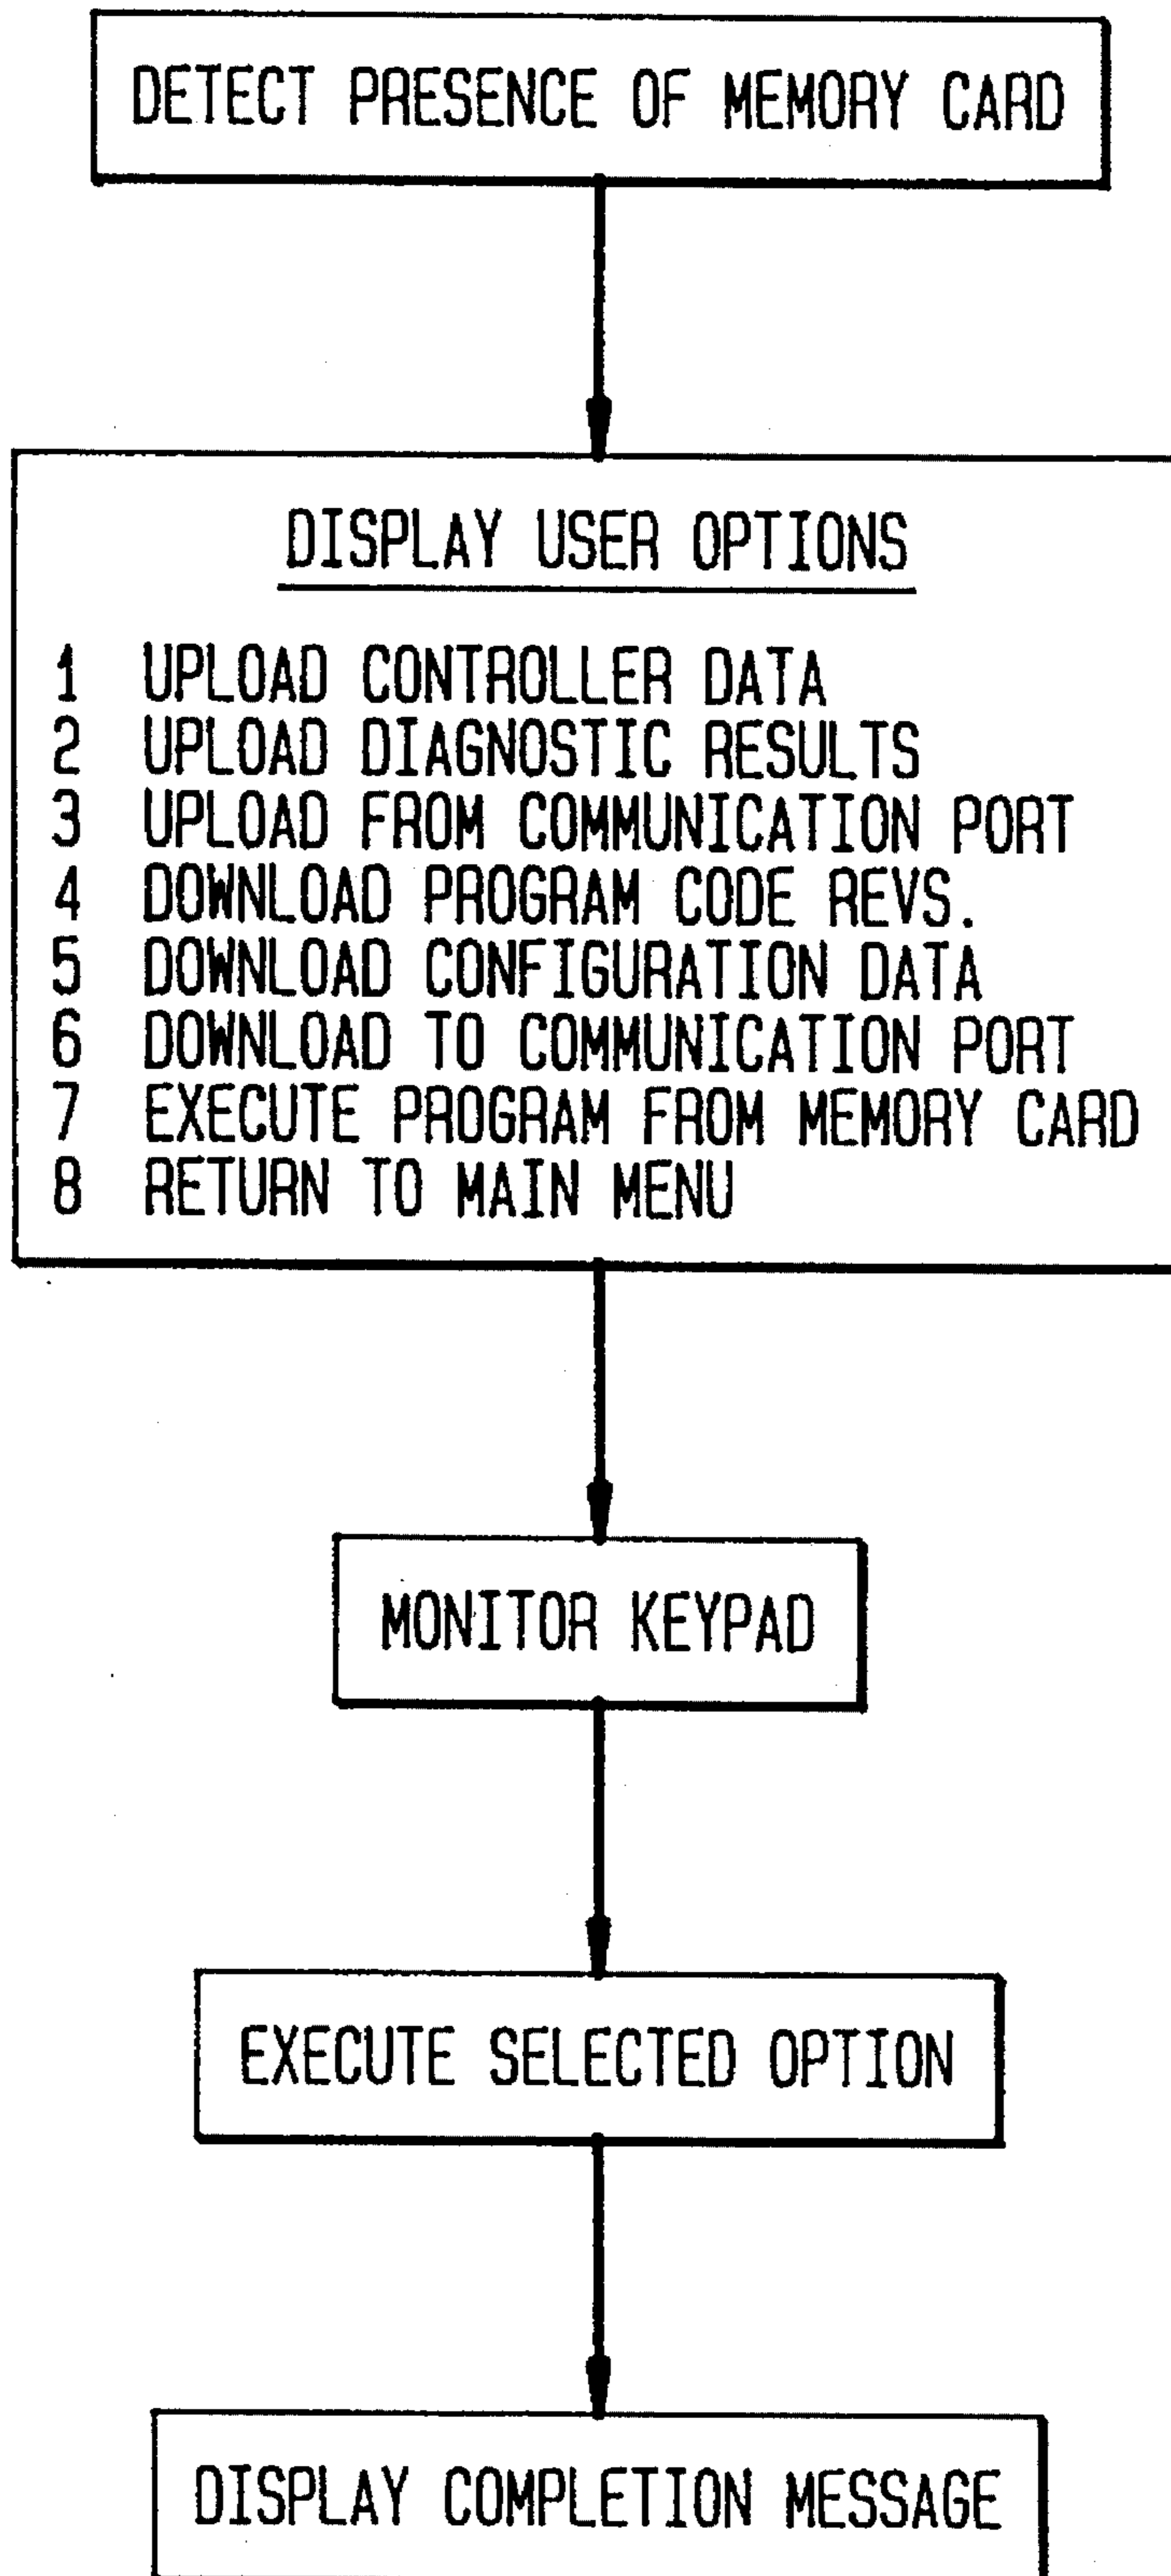 DETECT PRESENCE OF MEMORY CARD
DISPLAY USER OPTIONS
1 UPLOAD CONTROLLER DATA
2 UPLOAD DIAGNOSTIC RESULTS
3 UPLOAD FROM COMMUNICATION PORT
4 DOWNLOAD PROGRAM CODE REVS.
5 DOWNLOAD CONFIGURATION DATA
6 DOWNLOAD TO COMMUNICATION PORT
7 EXECUTE PROGRAM FROM MEMORY CARD
8 RETURN TO MAIN MENU
MONITOR KEYPAD
EXECUTE SELECTED OPTION
DISPLAY COMPLETION MESSAGE